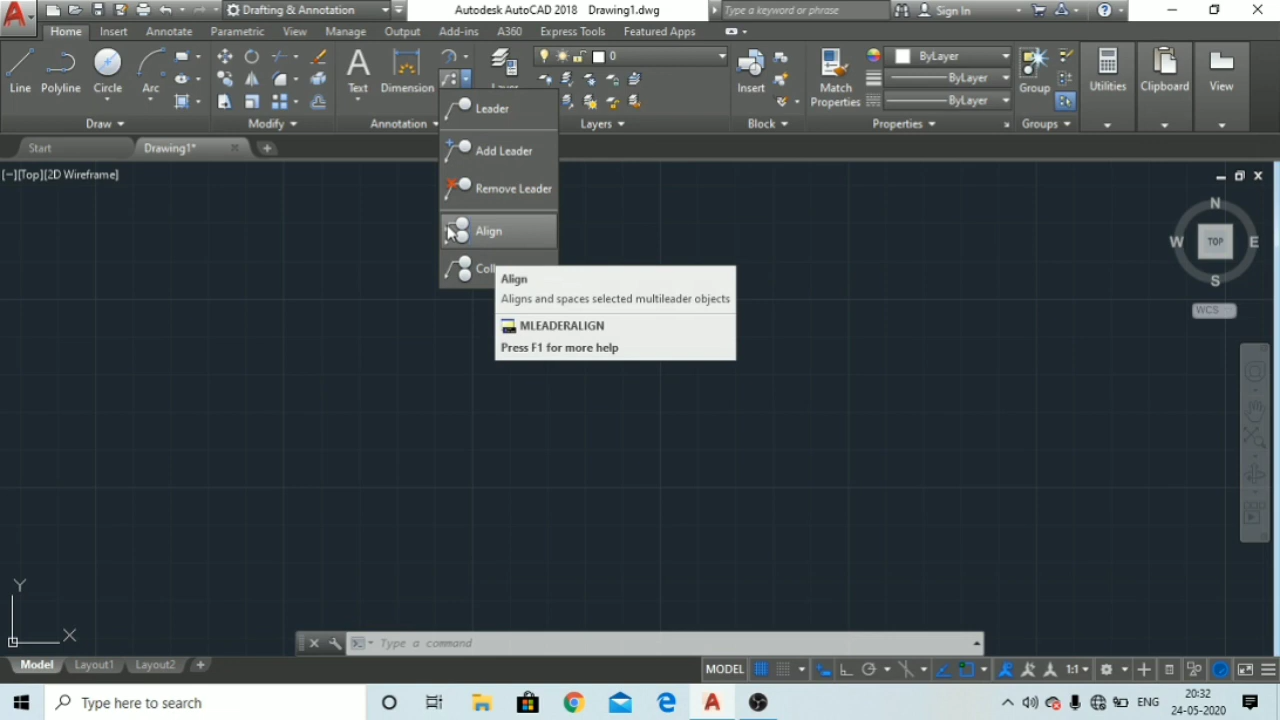 Drafting & Annotation
Autodesk AutoCAD 2018 Drawing1.dwg
Type a keyword or phrase
Sign In
Home Insert Annotate Parametric View Manage Output Add-ins A360 Express Tools Featured Apps
0
ByLayer
ByLayer
ByLayer
Line Polyline Circle Arc
Text Dimension
Layer
Insert
Match
Properties
Group
Utilities
Clipboard
View
Draw Modify Annotation Layers Block Properties Groups
Start Drawing1*
[−][Top][2D Wireframe]
Leader
Add Leader
Remove Leader
Align
Coll
Align
Aligns and spaces selected multileader objects
MLEADERALIGN
Press F1 for more help
N
W TOP E
S
WCS
Y
X
Type a command
Model Layout1 Layout2
MODEL
1:1
Type here to search
ENG
20:32
24-05-2020